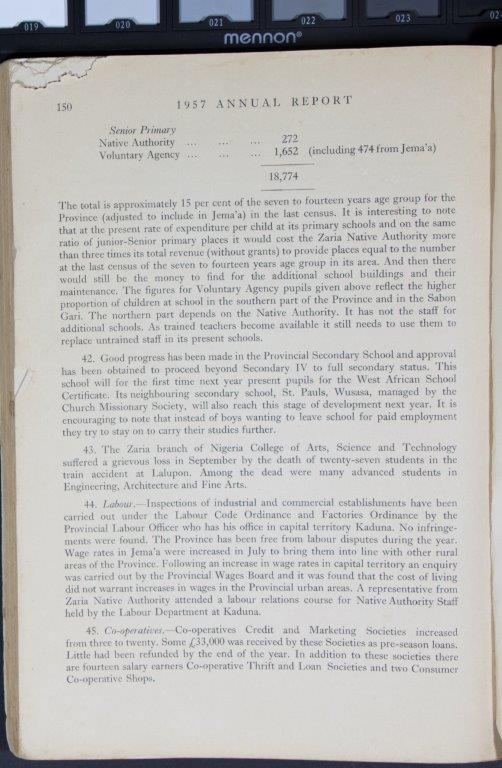 019 020 021 022 023 02
mennon®
150 1957 ANNUAL REPORT
Senior Primary
Native Authority ... ... ... 272
Voluntary Agency ... ... ... 1,652 (including 474 from Jema'a)
18,774
The total is approximately 15 per cent of the seven to fourteen years age group for the
Province (adjusted to include in Jema'a) in the last census. It is interesting to note
that at the present rate of expenditure per child at its primary schools and on the same
ratio of junior-Senior primary places it would cost the Zaria Native Authority more
than three times its total revenue (without grants) to provide places equal to the number
at the last census of the seven to fourteen years age group in its area. And then there
would still be the money to find for the additional school buildings and their
maintenance. The figures for Voluntary Agency pupils given above reflect the higher
proportion of children at school in the southern part of the Province and in the Sabon
Gari. The northern part depends on the Native Authority. It has not the staff for
additional schools. As trained teachers become available it still needs to use them to
replace untrained staff in its present schools.
42. Good progress has been made in the Provincial Secondary School and approval
has been obtained to proceed beyond Secondary IV to full secondary status. This
school will for the first time next year present pupils for the West African School
Certificate. Its neighbouring secondary school, St. Pauls, Wusasa, managed by the
Church Missionary Society, will also reach this stage of development next year. It is
encouraging to note that instead of boys wanting to leave school for paid employment
they try to stay on to carry their studies further.
43. The Zaria branch of Nigeria College of Arts, Science and Technology
suffered a grievous loss in September by the death of twenty-seven students in the
train accident at Lalupon. Among the dead were many advanced students in
Engineering, Architecture and Fine Arts.
44. Labour.—Inspections of industrial and commercial establishments have been
carried out under the Labour Code Ordinance and Factories Ordinance by the
Provincial Labour Officer who has his office in capital territory Kaduna. No infringe-
ments were found. The Province has been free from labour disputes during the year.
Wage rates in Jema'a were increased in July to bring them into line with other rural
areas of the Province. Following an increase in wage rates in capital territory an enquiry
was carried out by the Provincial Wages Board and it was found that the cost of living
did not warrant increases in wages in the Provincial urban areas. A representative from
Zaria Native Authority attended a labour relations course for Native Authority Staff
held by the Labour Department at Kaduna.
45. Co-operatives.—Co-operatives Credit and Marketing Societies increased
from three to twenty. Some £33,000 was received by these Societies as pre-season loans.
Little had been refunded by the end of the year. In addition to these societies there
are fourteen salary earners Co-operative Thrift and Loan Societies and two Consumer
Co-operative Shops.